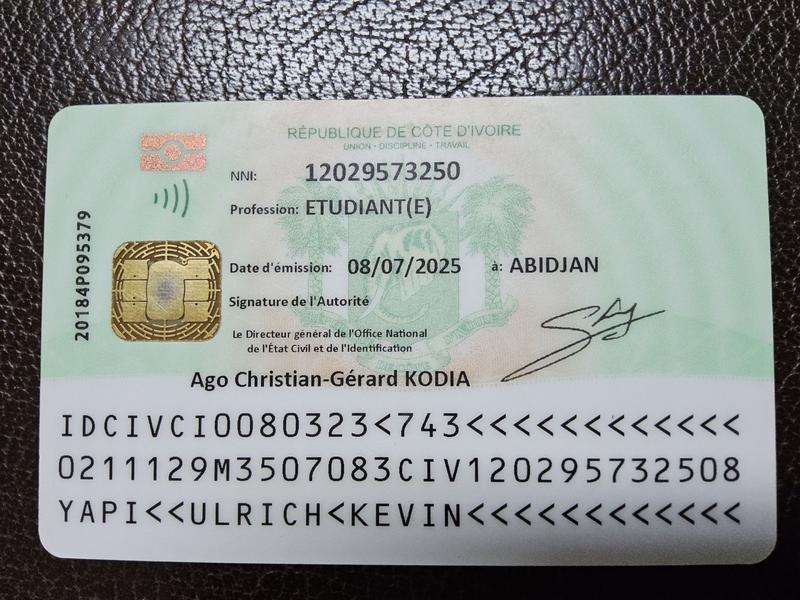 RÉPUBLIQUE DE CÔTE D'IVOIRE
UNION - DISCIPLINE - TRAVAIL
NNI: 12029573250
Profession: ETUDIANT(E)
20184P095379
Date d'émission: 08/07/2025 à: ABIDJAN
Signature de l'Autorité
Le Directeur général de l'Office National
de l'État Civil et de l'Identification
Ago Christian-Gérard KODIA
IDCIVCI0080323<743<<<<<<<<<<<<
0211129M3507083CIV120295732508
YAPI<<ULRICH<KEVIN<<<<<<<<<<<<